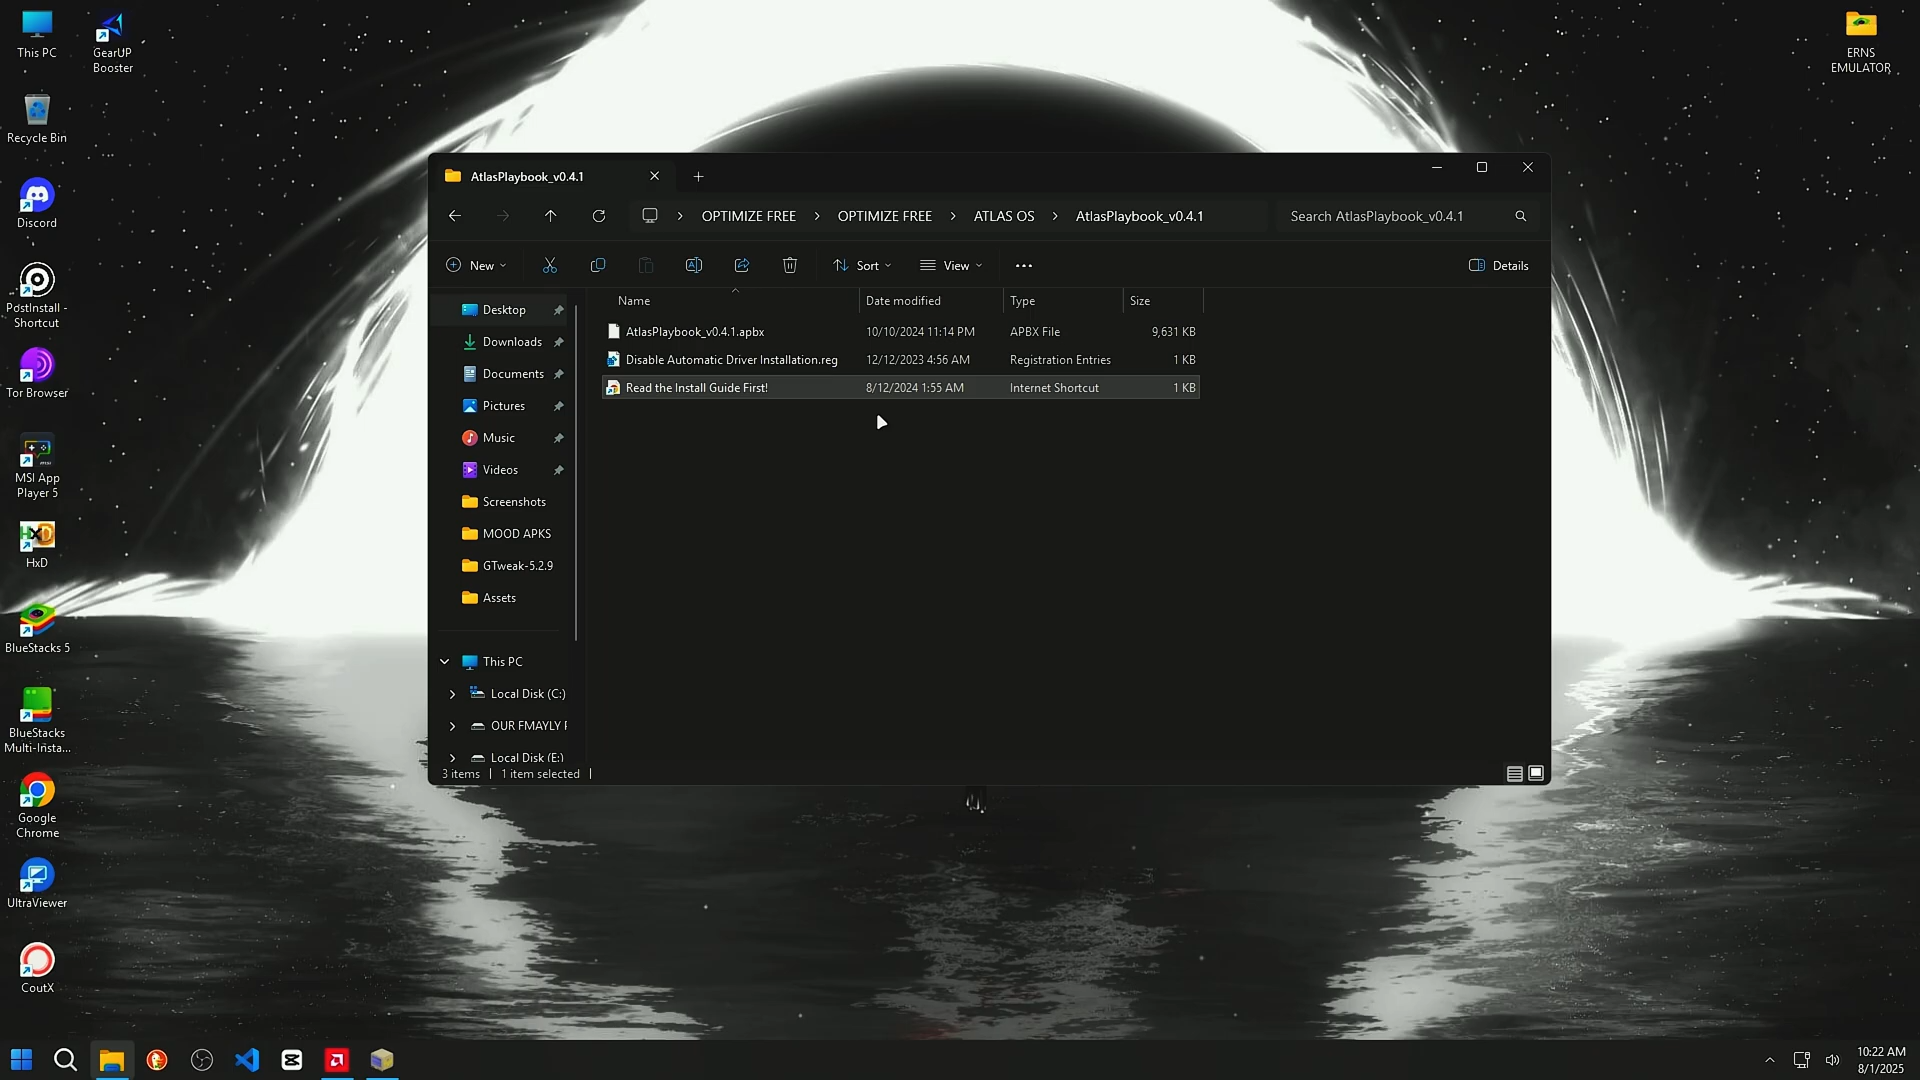 This PC
GearUP
Booster
ERNS
EMULATOR
Recycle Bin
Discord
PostInstall -
Shortcut
Tor Browser
MSI App
Player 5
HxD
BlueStacks 5
BlueStacks
Multi-Insta...
Google
Chrome
UltraViewer
CoutX
AtlasPlaybook_v0.4.1
OPTIMIZE FREE
OPTIMIZE FREE
ATLAS OS
AtlasPlaybook_v0.4.1
Search AtlasPlaybook_v0.4.1
New
Sort
View
Details
Desktop
Downloads
Documents
Pictures
Music
Videos
Screenshots
MOOD APKS
GTweak-5.2.9
Assets
This PC
Local Disk (C:)
OUR FMAYLY F
Local Disk (E:)
Name Date modified Type Size
AtlasPlaybook_v0.4.1.apbx 10/10/2024 11:14 PM APBX File 9,631 KB
Disable Automatic Driver Installation.reg 12/12/2023 4:56 AM Registration Entries 1 KB
Read the Install Guide First! 8/12/2024 1:55 AM Internet Shortcut 1 KB
3 items | 1 item selected |
10:22 AM
8/1/2025